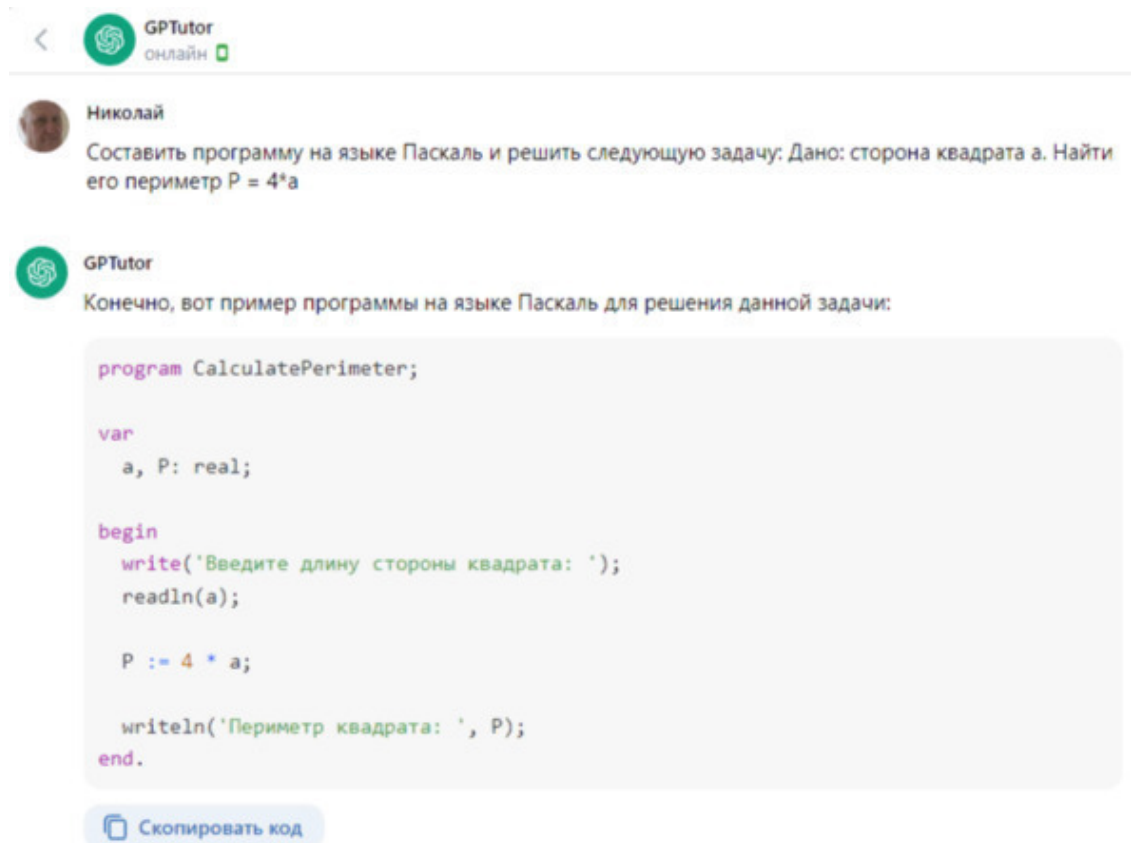 GPTutor
онлайн
Николай
Составить программу на языке Паскаль и решить следующую задачу: Дано: сторона квадрата a. Найти
его периметр P = 4*a
GPTutor
Конечно, вот пример программы на языке Паскаль для решения данной задачи:
program CalculatePerimeter;
var
a, P: real;
begin
write('Введите длину стороны квадрата: ');
readln(a);
P := 4 * a;
writeln('Периметр квадрата: ', P);
end.
Скопировать код